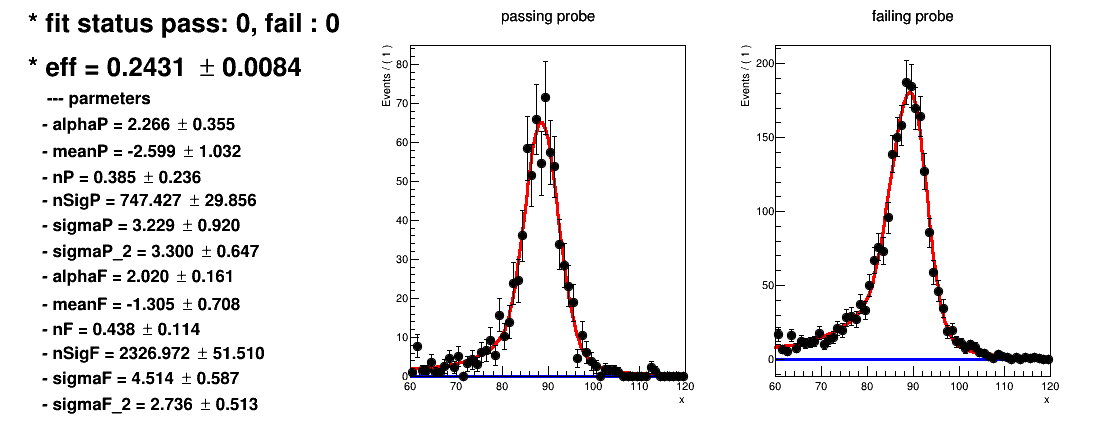 * fit status pass: 0, fail : 0
* eff = 0.2431 ± 0.0084
--- parmeters
- alphaP = 2.266 ± 0.355
- meanP = -2.599 ± 1.032
- nP = 0.385 ± 0.236
- nSigP = 747.427 ± 29.856
- sigmaP = 3.229 ± 0.920
- sigmaP_2 = 3.300 ± 0.647
- alphaF = 2.020 ± 0.161
- meanF = -1.305 ± 0.708
- nF = 0.438 ± 0.114
- nSigF = 2326.972 ± 51.510
- sigmaF = 4.514 ± 0.587
- sigmaF_2 = 2.736 ± 0.513
passing probe
Events / ( 1 )
80
70
60
50
40
30
20
10
0
60 70 80 90 100 110 120
x
failing probe
Events / ( 1 )
200
150
100
50
0
60 70 80 90 100 110 120
x